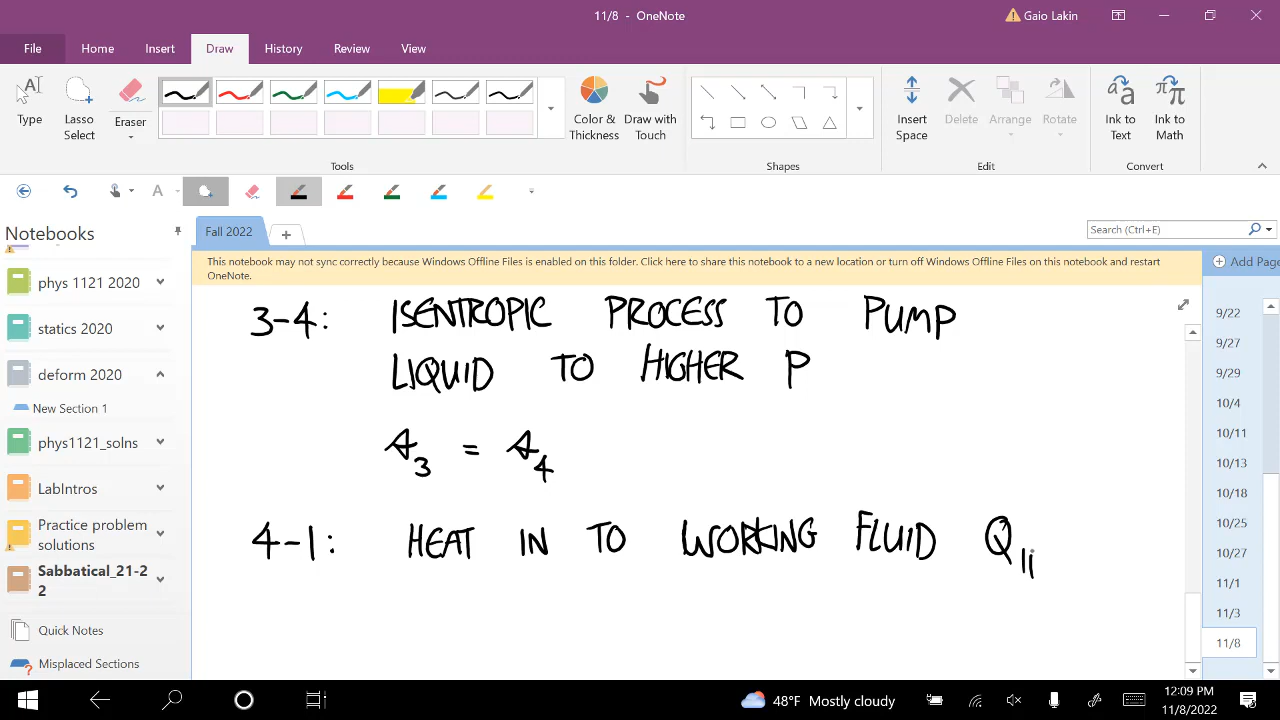 11/8 - OneNote
Gaio Lakin
File Home Insert Draw History Review View
Type
Lasso Select
Eraser
Color & Thickness
Draw with Touch
Insert Space
Delete
Arrange
Rotate
Ink to Text
Ink to Math
Tools
Shapes
Edit
Convert
Notebooks
Fall 2022
Search (Ctrl+E)
This notebook may not sync correctly because Windows Offline Files is enabled on this folder. Click here to share this notebook to a new location or turn off Windows Offline Files on this notebook and restart
OneNote.
Add Page
phys 1121 2020
statics 2020
deform 2020
New Section 1
phys1121_solns
LabIntros
Practice problem
solutions
Sabbatical_21-2
2
Quick Notes
Misplaced Sections
3-4: ISENTROPIC PROCESS TO PUMP
LIQUID TO HIGHER P
s3 = s4
4-1: HEAT IN TO WORKING FLUID Q
9/22
9/27
9/29
10/4
10/11
10/13
10/18
10/25
10/27
11/1
11/3
11/8
48°F Mostly cloudy
12:09 PM
11/8/2022